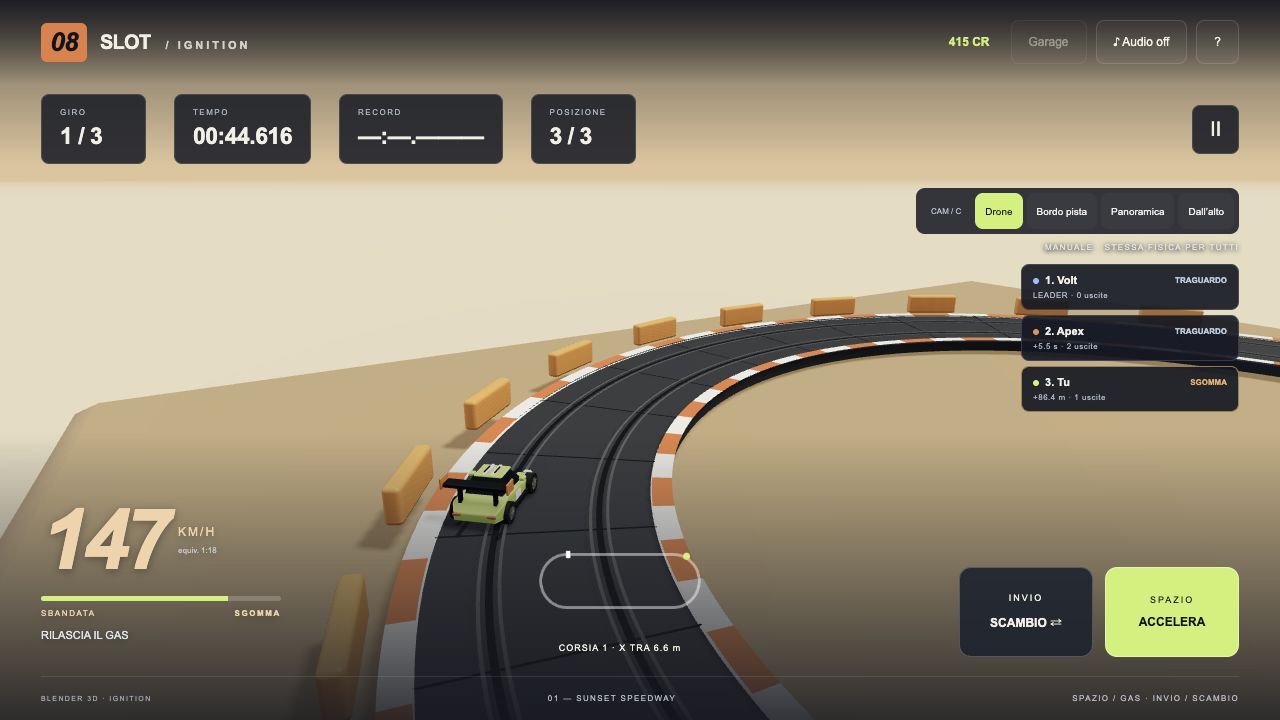 08 SLOT / IGNITION
415 CR
Garage
♪ Audio off
?
GIRO
1 / 3
TEMPO
00:44.616
RECORD
—:—.———
POSIZIONE
3 / 3
CAM / C
Drone
Bordo pista
Panoramica
Dall'alto
MANUALE STESSA FISICA PER TUTTI
1. Volt TRAGUARDO
LEADER · 0 uscite
2. Apex TRAGUARDO
+5.5 s · 2 uscite
3. Tu SGOMMA
+86.4 m · 1 uscite
147 KM/H
equiv. 1:18
SBANDATA SGOMMA
RILASCIA IL GAS
CORSIA 1 · X TRA 6.6 m
INVIO
SCAMBIO ⇄
SPAZIO
ACCELERA
BLENDER 3D · IGNITION
01 — SUNSET SPEEDWAY
SPAZIO / GAS · INVIO / SCAMBIO